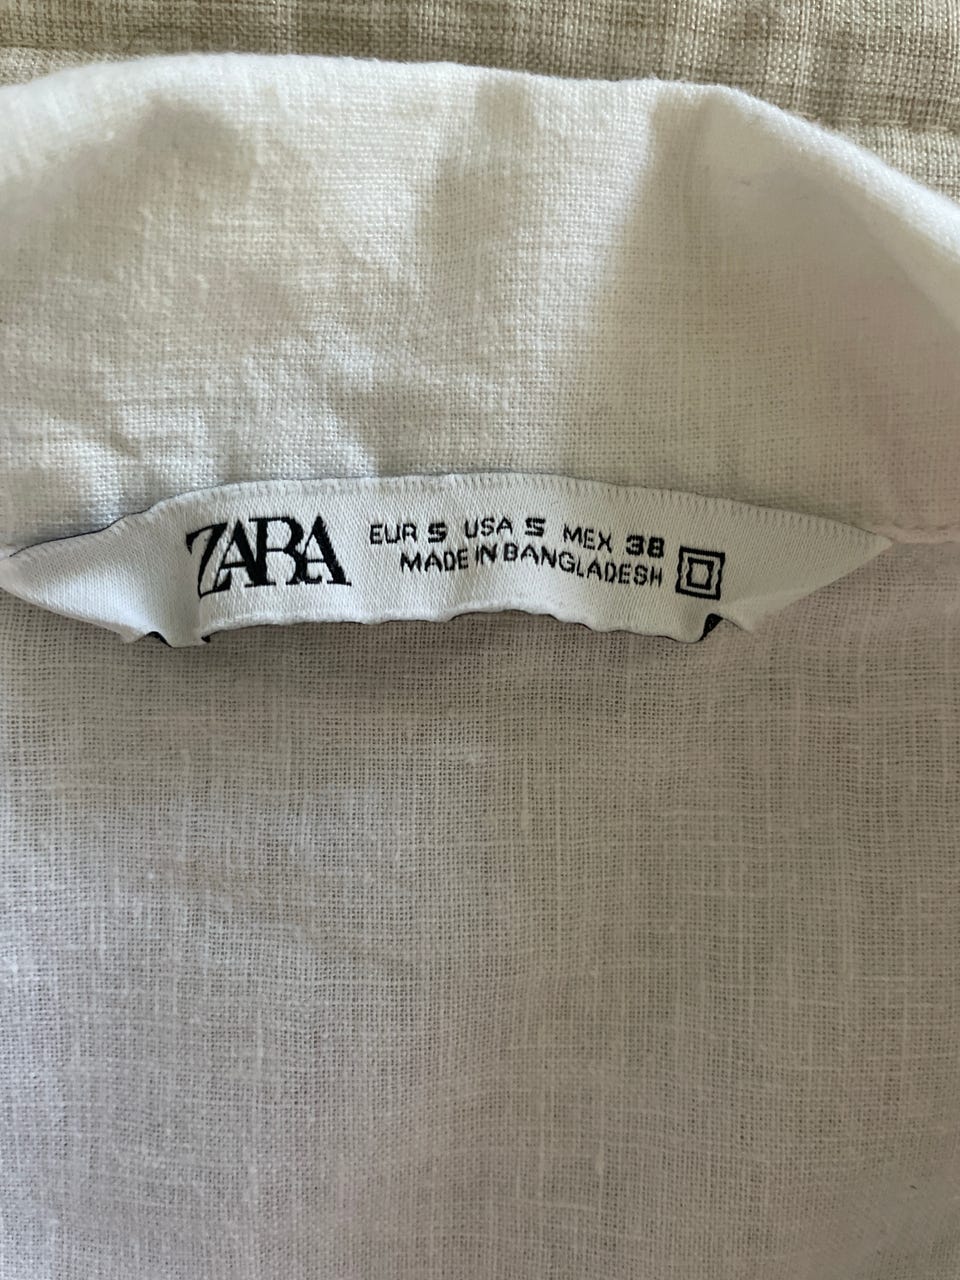 ZARA
EUR S USA S MEX 38
MADE IN BANGLADESH